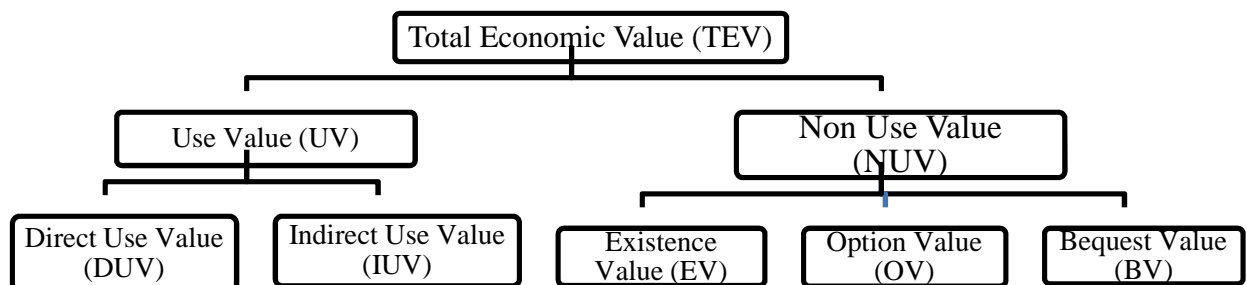 Total Economic Value (TEV)
Use Value (UV)
Non Use Value
(NUV)
Direct Use Value
(DUV)
Indirect Use Value
(IUV)
Existence
Value (EV)
Option Value
(OV)
Bequest Value
(BV)